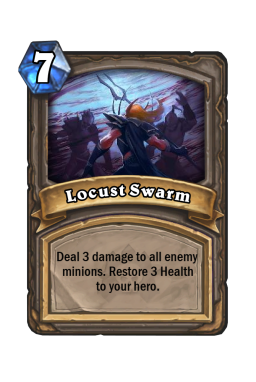 7
Locust Swarm
Deal 3 damage to all enemy
minions. Restore 3 Health
to your hero.